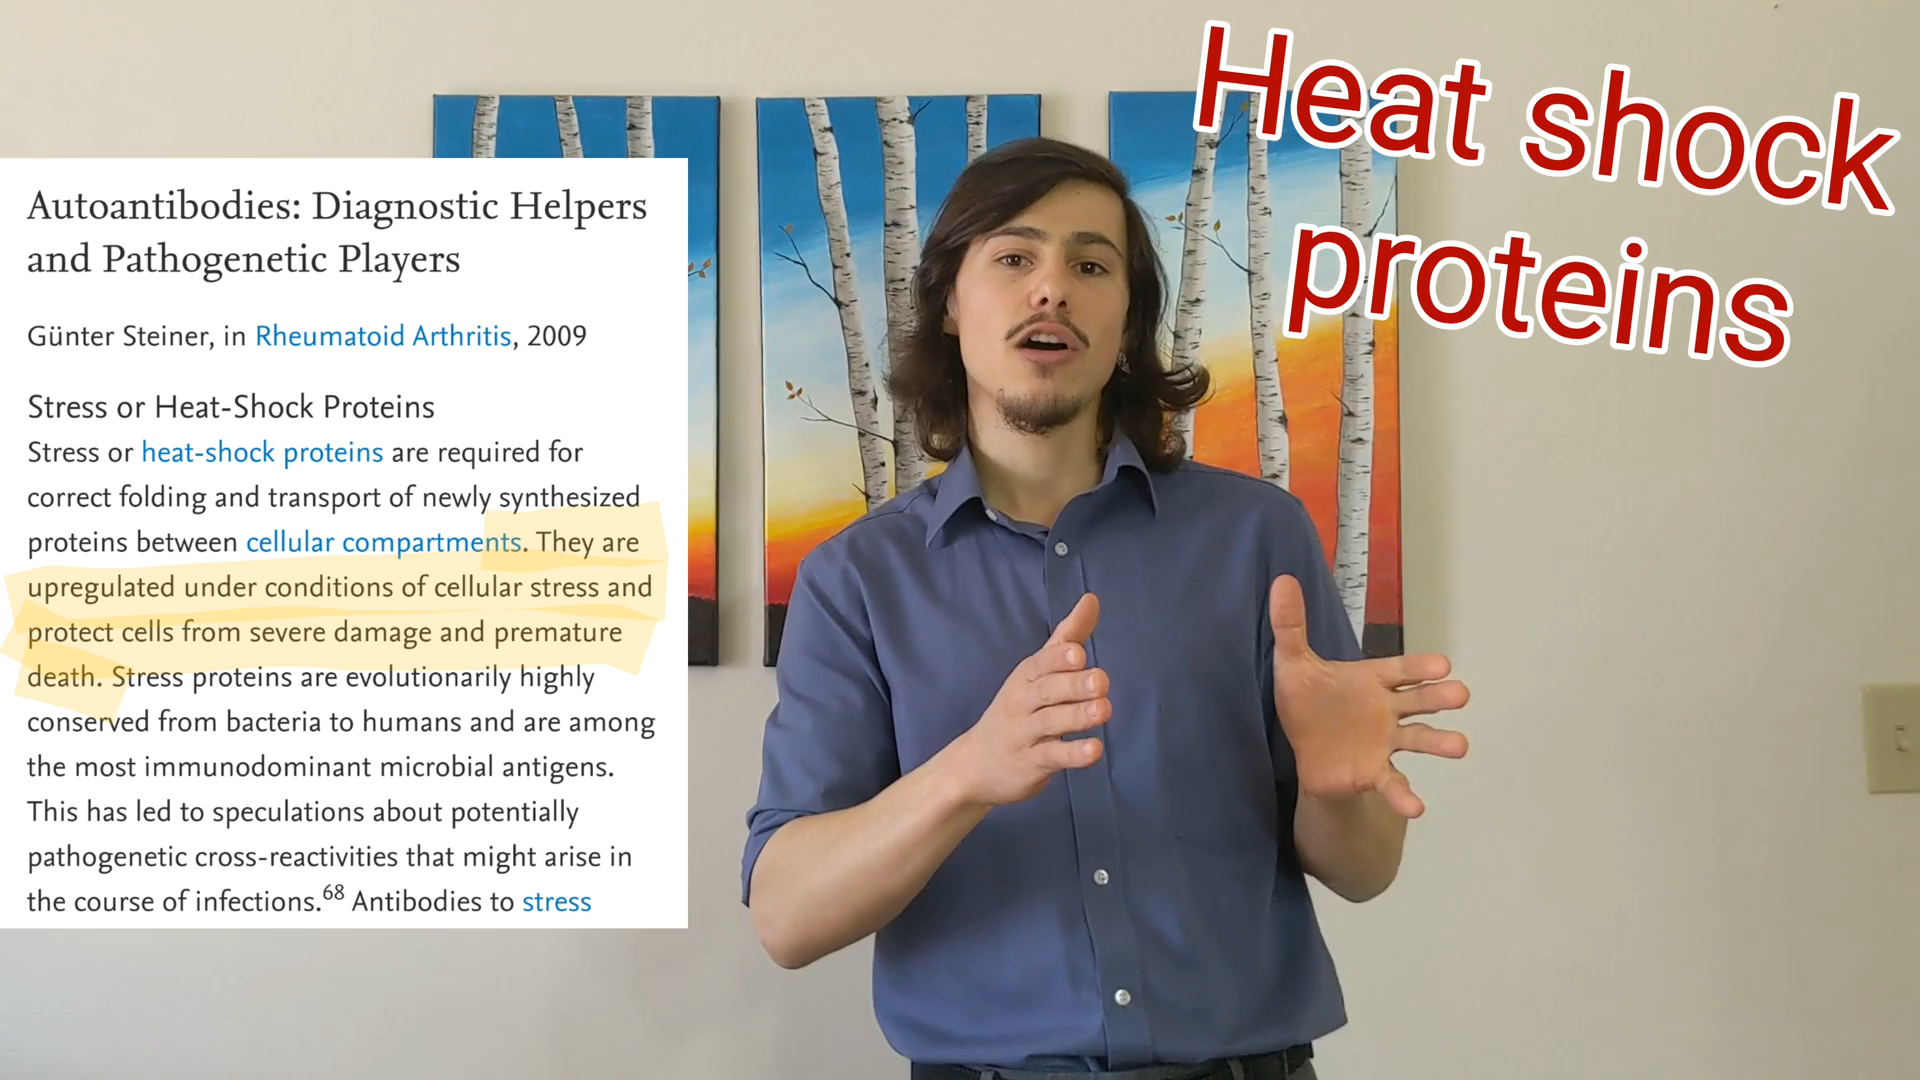 Heat shock
proteins
Autoantibodies: Diagnostic Helpers
and Pathogenetic Players
Günter Steiner, in Rheumatoid Arthritis, 2009
Stress or Heat-Shock Proteins
Stress or heat-shock proteins are required for
correct folding and transport of newly synthesized
proteins between cellular compartments. They are
upregulated under conditions of cellular stress and
protect cells from severe damage and premature
death. Stress proteins are evolutionarily highly
conserved from bacteria to humans and are among
the most immunodominant microbial antigens.
This has led to speculations about potentially
pathogenetic cross-reactivities that might arise in
the course of infections.68 Antibodies to stress